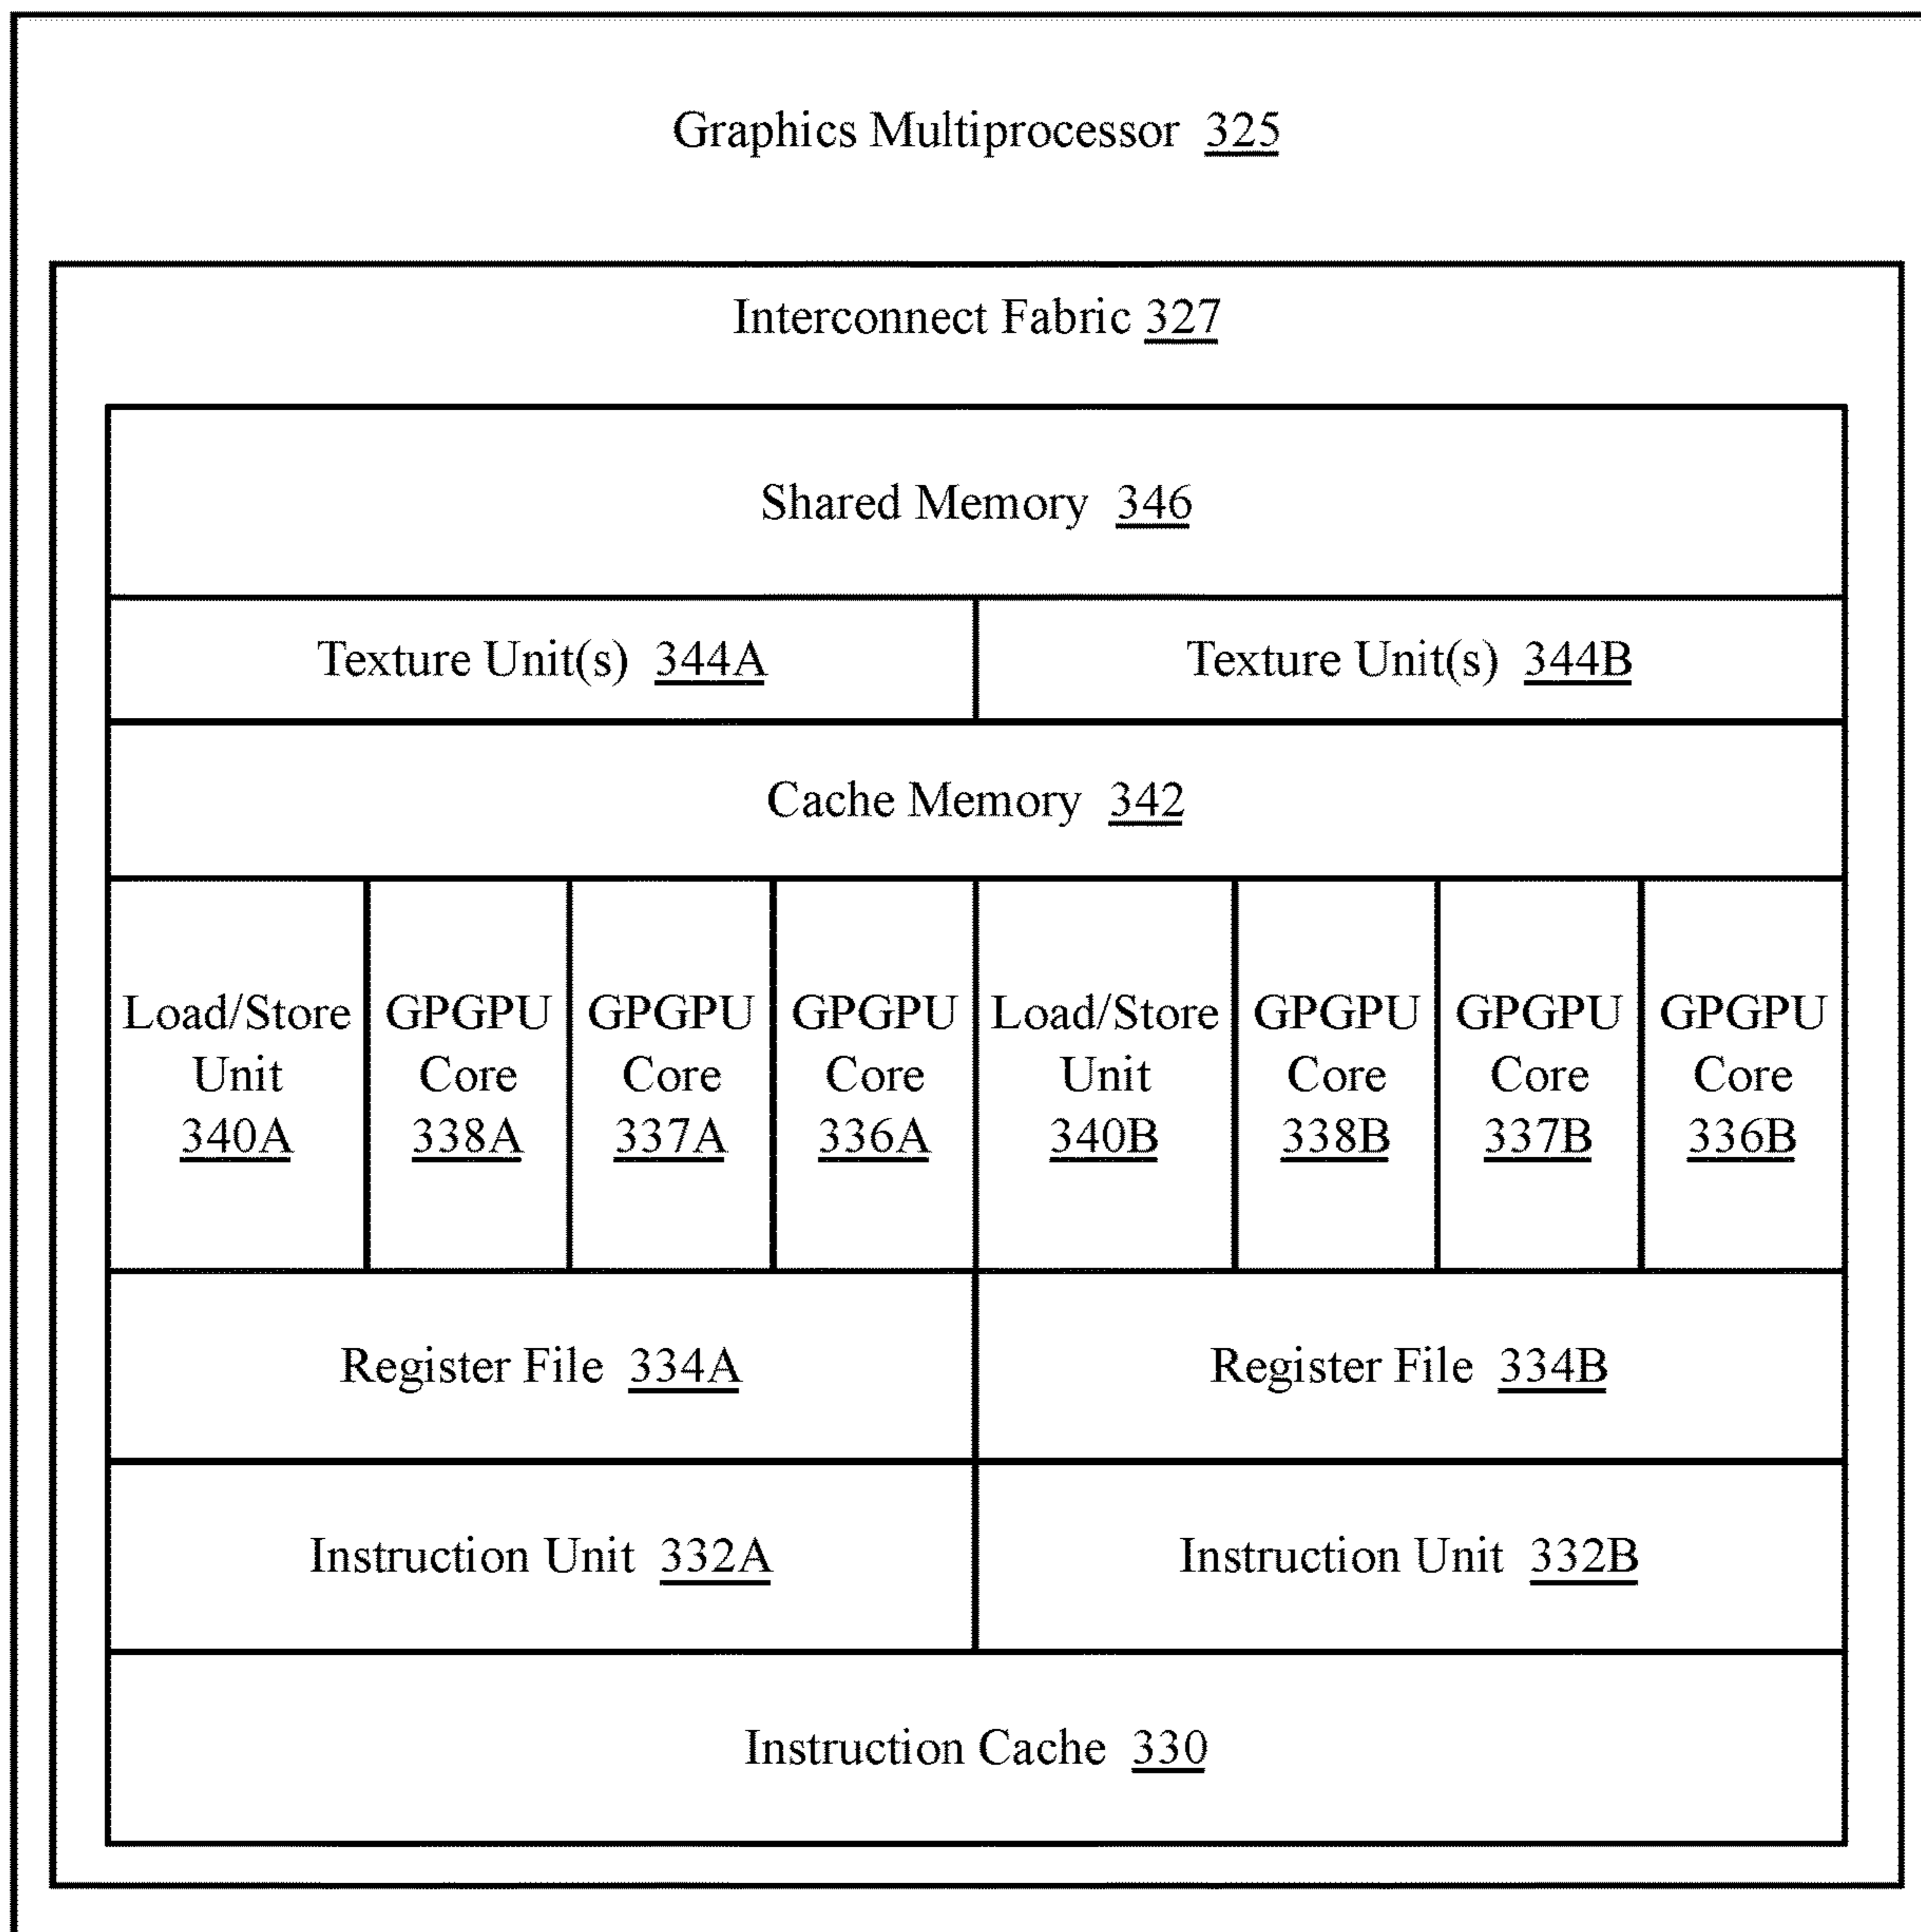 Graphics Multiprocessor 325
Interconnect Fabric 327
Shared Memory 346
Texture Unit(s) 344A
Texture Unit(s) 344B
Cache Memory 342
Load/Store
Unit
340A
GPGPU
Core
338A
GPGPU
Core
337A
GPGPU
Core
336A
Load/Store
Unit
340B
GPGPU
Core
338B
GPGPU
Core
337B
GPGPU
Core
336B
Register File 334A
Register File 334B
Instruction Unit 332A
Instruction Unit 332B
Instruction Cache 330